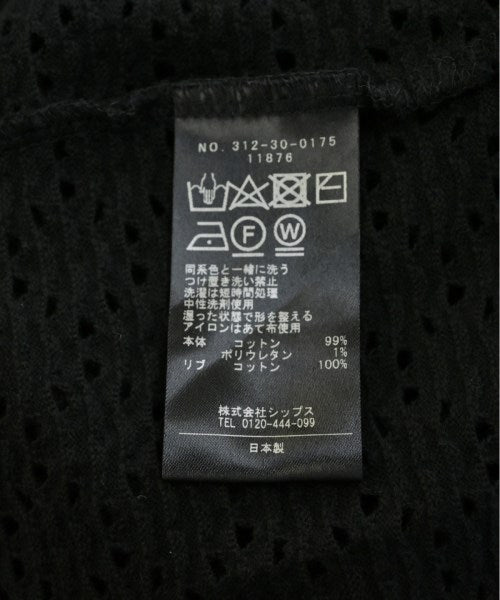 NO. 312-30-0175
11876
F W
同系色と一緒に洗う
つけ置き洗い禁止
洗濯は短時間処理
中性洗剤使用
湿った状態で形を整える
アイロンはあて布使用
本体 コットン 99%
ポリウレタン 1%
リブ コットン 100%
株式会社シップス
TEL 0120-444-099
日本製